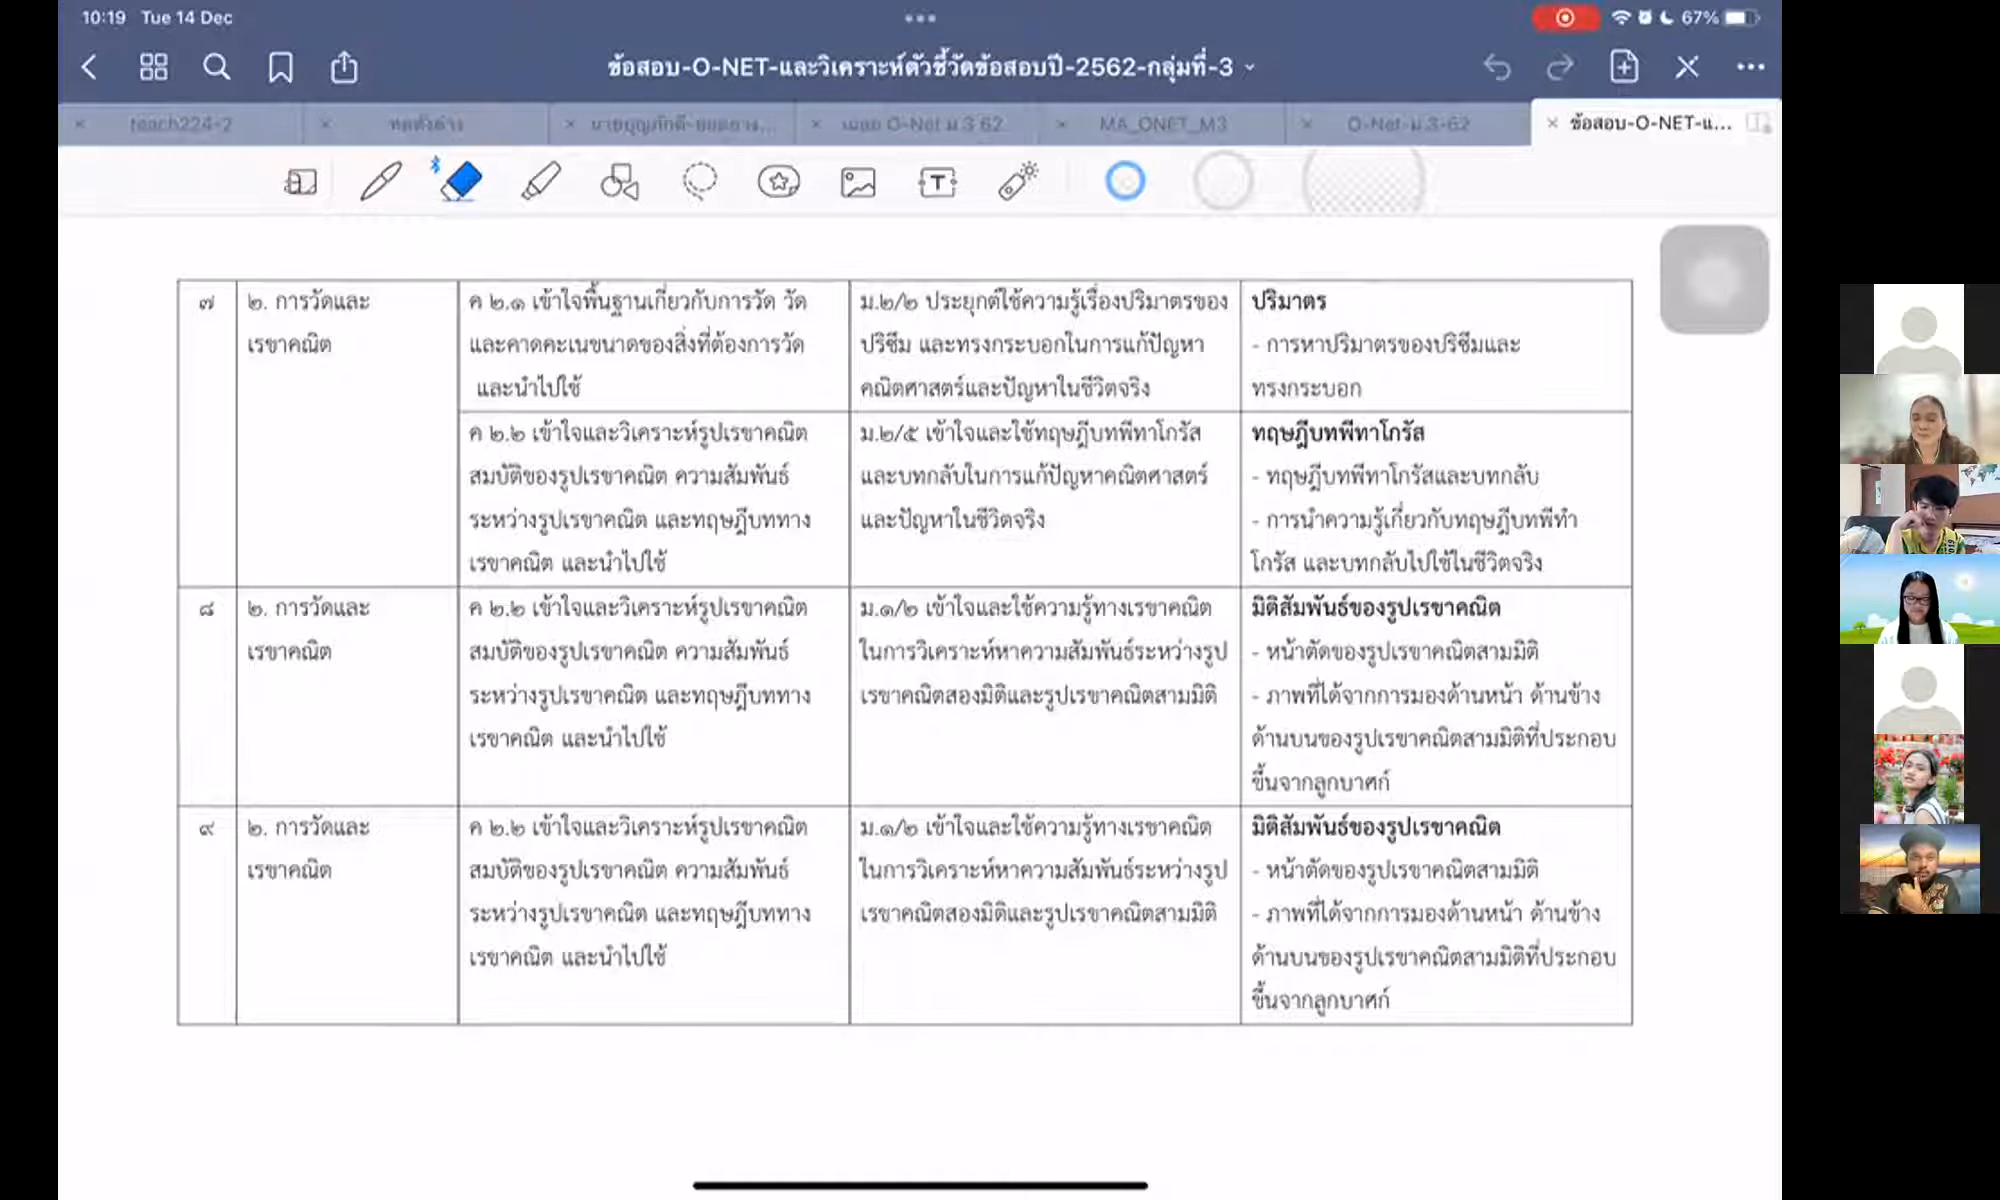 10:19 Tue 14 Dec
67%
ข้อสอบ-O-NET-และวิเคราะห์ตัวชี้วัดข้อสอบปี-2562-กลุ่มที่-3
teach224-2
MA_ONET_M3
O-Net-ม.3-62
ข้อสอบ-O-NET-แ...
๗
๒. การวัดและ
เรขาคณิต
ค ๒.๑ เข้าใจพื้นฐานเกี่ยวกับการวัด วัด
และคาดคะเนขนาดของสิ่งที่ต้องการวัด
และนำไปใช้
ม.๒/๒ ประยุกต์ใช้ความรู้เรื่องปริมาตรของ
ปริซึม และทรงกระบอกในการแก้ปัญหา
คณิตศาสตร์และปัญหาในชีวิตจริง
ปริมาตร
- การหาปริมาตรของปริซึมและ
ทรงกระบอก
ค ๒.๒ เข้าใจและวิเคราะห์รูปเรขาคณิต
สมบัติของรูปเรขาคณิต ความสัมพันธ์
ระหว่างรูปเรขาคณิต และทฤษฎีบททาง
เรขาคณิต และนำไปใช้
ม.๒/๕ เข้าใจและใช้ทฤษฎีบทพีทาโกรัส
และบทกลับในการแก้ปัญหาคณิตศาสตร์
และปัญหาในชีวิตจริง
ทฤษฎีบทพีทาโกรัส
- ทฤษฎีบทพีทาโกรัสและบทกลับ
- การนำความรู้เกี่ยวกับทฤษฎีบทพีทำ
โกรัส และบทกลับไปใช้ในชีวิตจริง
๘
๒. การวัดและ
เรขาคณิต
ค ๒.๒ เข้าใจและวิเคราะห์รูปเรขาคณิต
สมบัติของรูปเรขาคณิต ความสัมพันธ์
ระหว่างรูปเรขาคณิต และทฤษฎีบททาง
เรขาคณิต และนำไปใช้
ม.๑/๒ เข้าใจและใช้ความรู้ทางเรขาคณิต
ในการวิเคราะห์หาความสัมพันธ์ระหว่างรูป
เรขาคณิตสองมิติและรูปเรขาคณิตสามมิติ
มิติสัมพันธ์ของรูปเรขาคณิต
- หน้าตัดของรูปเรขาคณิตสามมิติ
- ภาพที่ได้จากการมองด้านหน้า ด้านข้าง
ด้านบนของรูปเรขาคณิตสามมิติที่ประกอบ
ขึ้นจากลูกบาศก์
๙
๒. การวัดและ
เรขาคณิต
ค ๒.๒ เข้าใจและวิเคราะห์รูปเรขาคณิต
สมบัติของรูปเรขาคณิต ความสัมพันธ์
ระหว่างรูปเรขาคณิต และทฤษฎีบททาง
เรขาคณิต และนำไปใช้
ม.๑/๒ เข้าใจและใช้ความรู้ทางเรขาคณิต
ในการวิเคราะห์หาความสัมพันธ์ระหว่างรูป
เรขาคณิตสองมิติและรูปเรขาคณิตสามมิติ
มิติสัมพันธ์ของรูปเรขาคณิต
- หน้าตัดของรูปเรขาคณิตสามมิติ
- ภาพที่ได้จากการมองด้านหน้า ด้านข้าง
ด้านบนของรูปเรขาคณิตสามมิติที่ประกอบ
ขึ้นจากลูกบาศก์